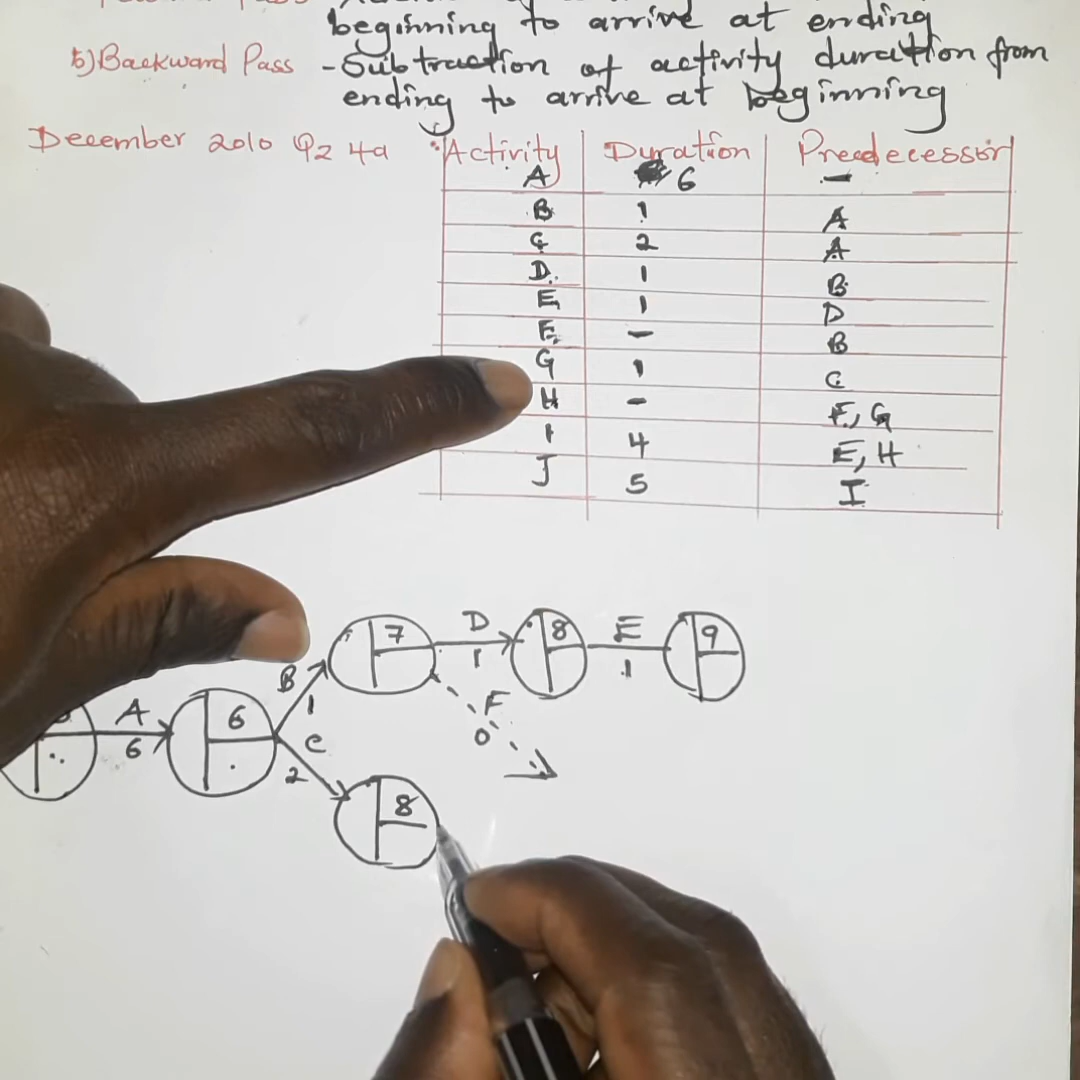 beginning to arrive at ending
b) Backward Pass - Subtraction of activity duration from
ending to arrive at beginning
December 2010 Q2 4a
Activity Duration Predecessor
A 6 -
B 1 A
C 2 A
D 1 B
E 1 D
F - B
G 1 C
H - F, G
I 4 E, H
J 5 I
7 D 8 E 9
1 1
B
1
A 6 F
6 C 0
2
8